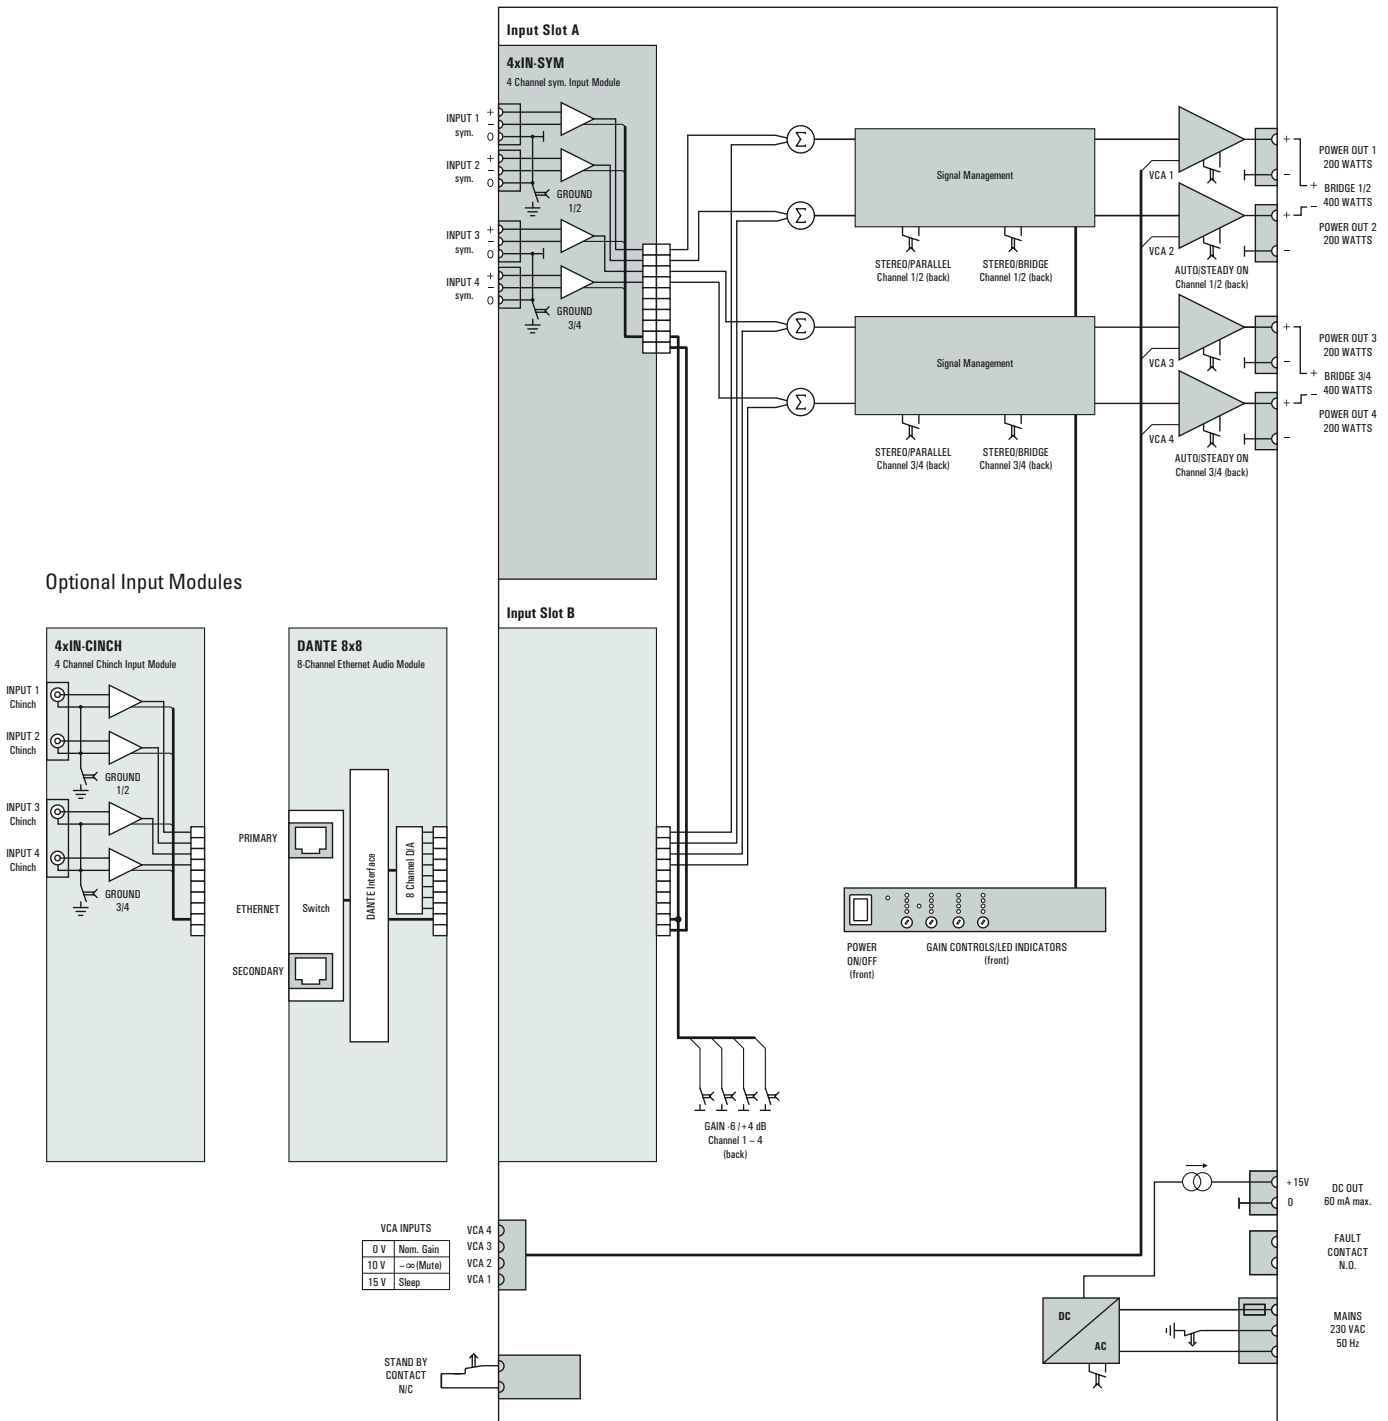 Input Slot A
4xIN-SYM
4 Channel sym. Input Module
INPUT 1
sym.
+
−
0
INPUT 2
sym.
+
−
0
GROUND
1/2
INPUT 3
sym.
+
−
0
INPUT 4
sym.
+
−
0
GROUND
3/4
Σ
Σ
Σ
Σ
Signal Management
STEREO/PARALLEL
Channel 1/2 (back)
STEREO/BRIDGE
Channel 1/2 (back)
Signal Management
STEREO/PARALLEL
Channel 3/4 (back)
STEREO/BRIDGE
Channel 3/4 (back)
VCA 1
VCA 2
AUTO/STEADY ON
Channel 1/2 (back)
VCA 3
VCA 4
AUTO/STEADY ON
Channel 3/4 (back)
+
−
+
−
+
−
+
−
POWER OUT 1
200 WATTS
+ BRIDGE 1/2
− 400 WATTS
POWER OUT 2
200 WATTS
POWER OUT 3
200 WATTS
+ BRIDGE 3/4
− 400 WATTS
POWER OUT 4
200 WATTS
Optional Input Modules
4xIN-CINCH
4 Channel Chinch Input Module
INPUT 1
Chinch
INPUT 2
Chinch
GROUND
1/2
INPUT 3
Chinch
INPUT 4
Chinch
GROUND
3/4
DANTE 8x8
8-Channel Ethernet Audio Module
PRIMARY
ETHERNET
Switch
SECONDARY
DANTE Interface
8 Channel D/A
Input Slot B
POWER
ON/OFF
(front)
GAIN CONTROLS/LED INDICATORS
(front)
GAIN -6 / +4 dB
Channel 1 – 4
(back)
VCA INPUTS
0 V Nom. Gain
10 V − ∞ (Mute)
15 V Sleep
VCA 4
VCA 3
VCA 2
VCA 1
STAND BY
CONTACT
N/C
+ 15V
0
DC OUT
60 mA max.
FAULT
CONTACT
N.O.
DC
AC
MAINS
230 VAC
50 Hz